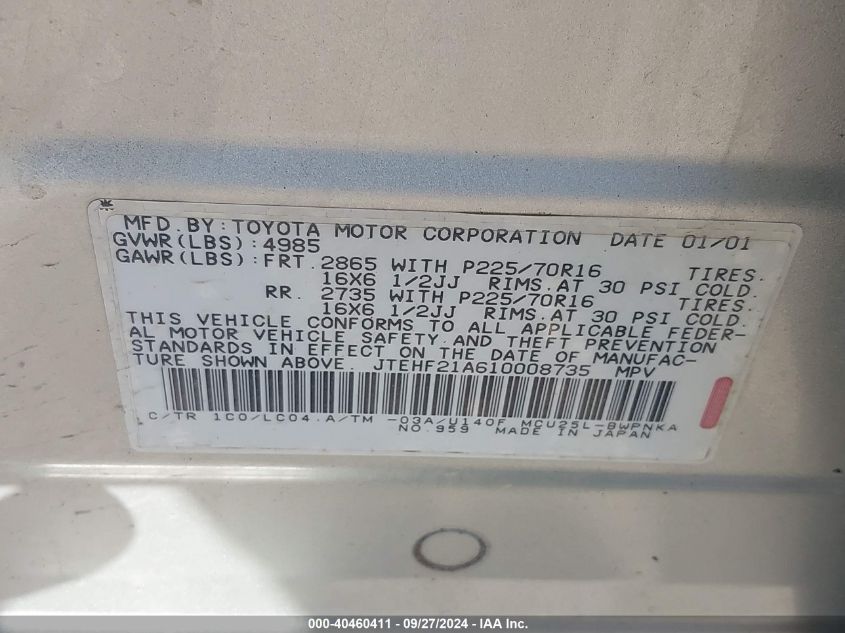 MFD.BY:TOYOTA MOTOR CORPORATION DATE 01/01
GVWR(LBS):4985
GAWR(LBS):FRT.2865 WITH P225/70R16 TIRES.
16X6 1/2JJ RIMS.AT 30 PSI COLD.
RR. 2735 WITH P225/70R16 TIRES.
16X6 1/2JJ RIMS.AT 30 PSI COLD.
THIS VEHICLE CONFORMS TO ALL APPLICABLE FEDER-
AL MOTOR VEHICLE SAFETY AND THEFT PREVENTION
STANDARDS IN EFFECT ON THE DATE OF MANUFAC-
TURE SHOWN ABOVE. JTEHF21A610008735 MPV
C/TR 1C0/LC04.A/TM -03A/U140F MCU25L-BWPNKA
NO.959 MADE IN JAPAN
000-40460411 - 09/27/2024 - IAA Inc.